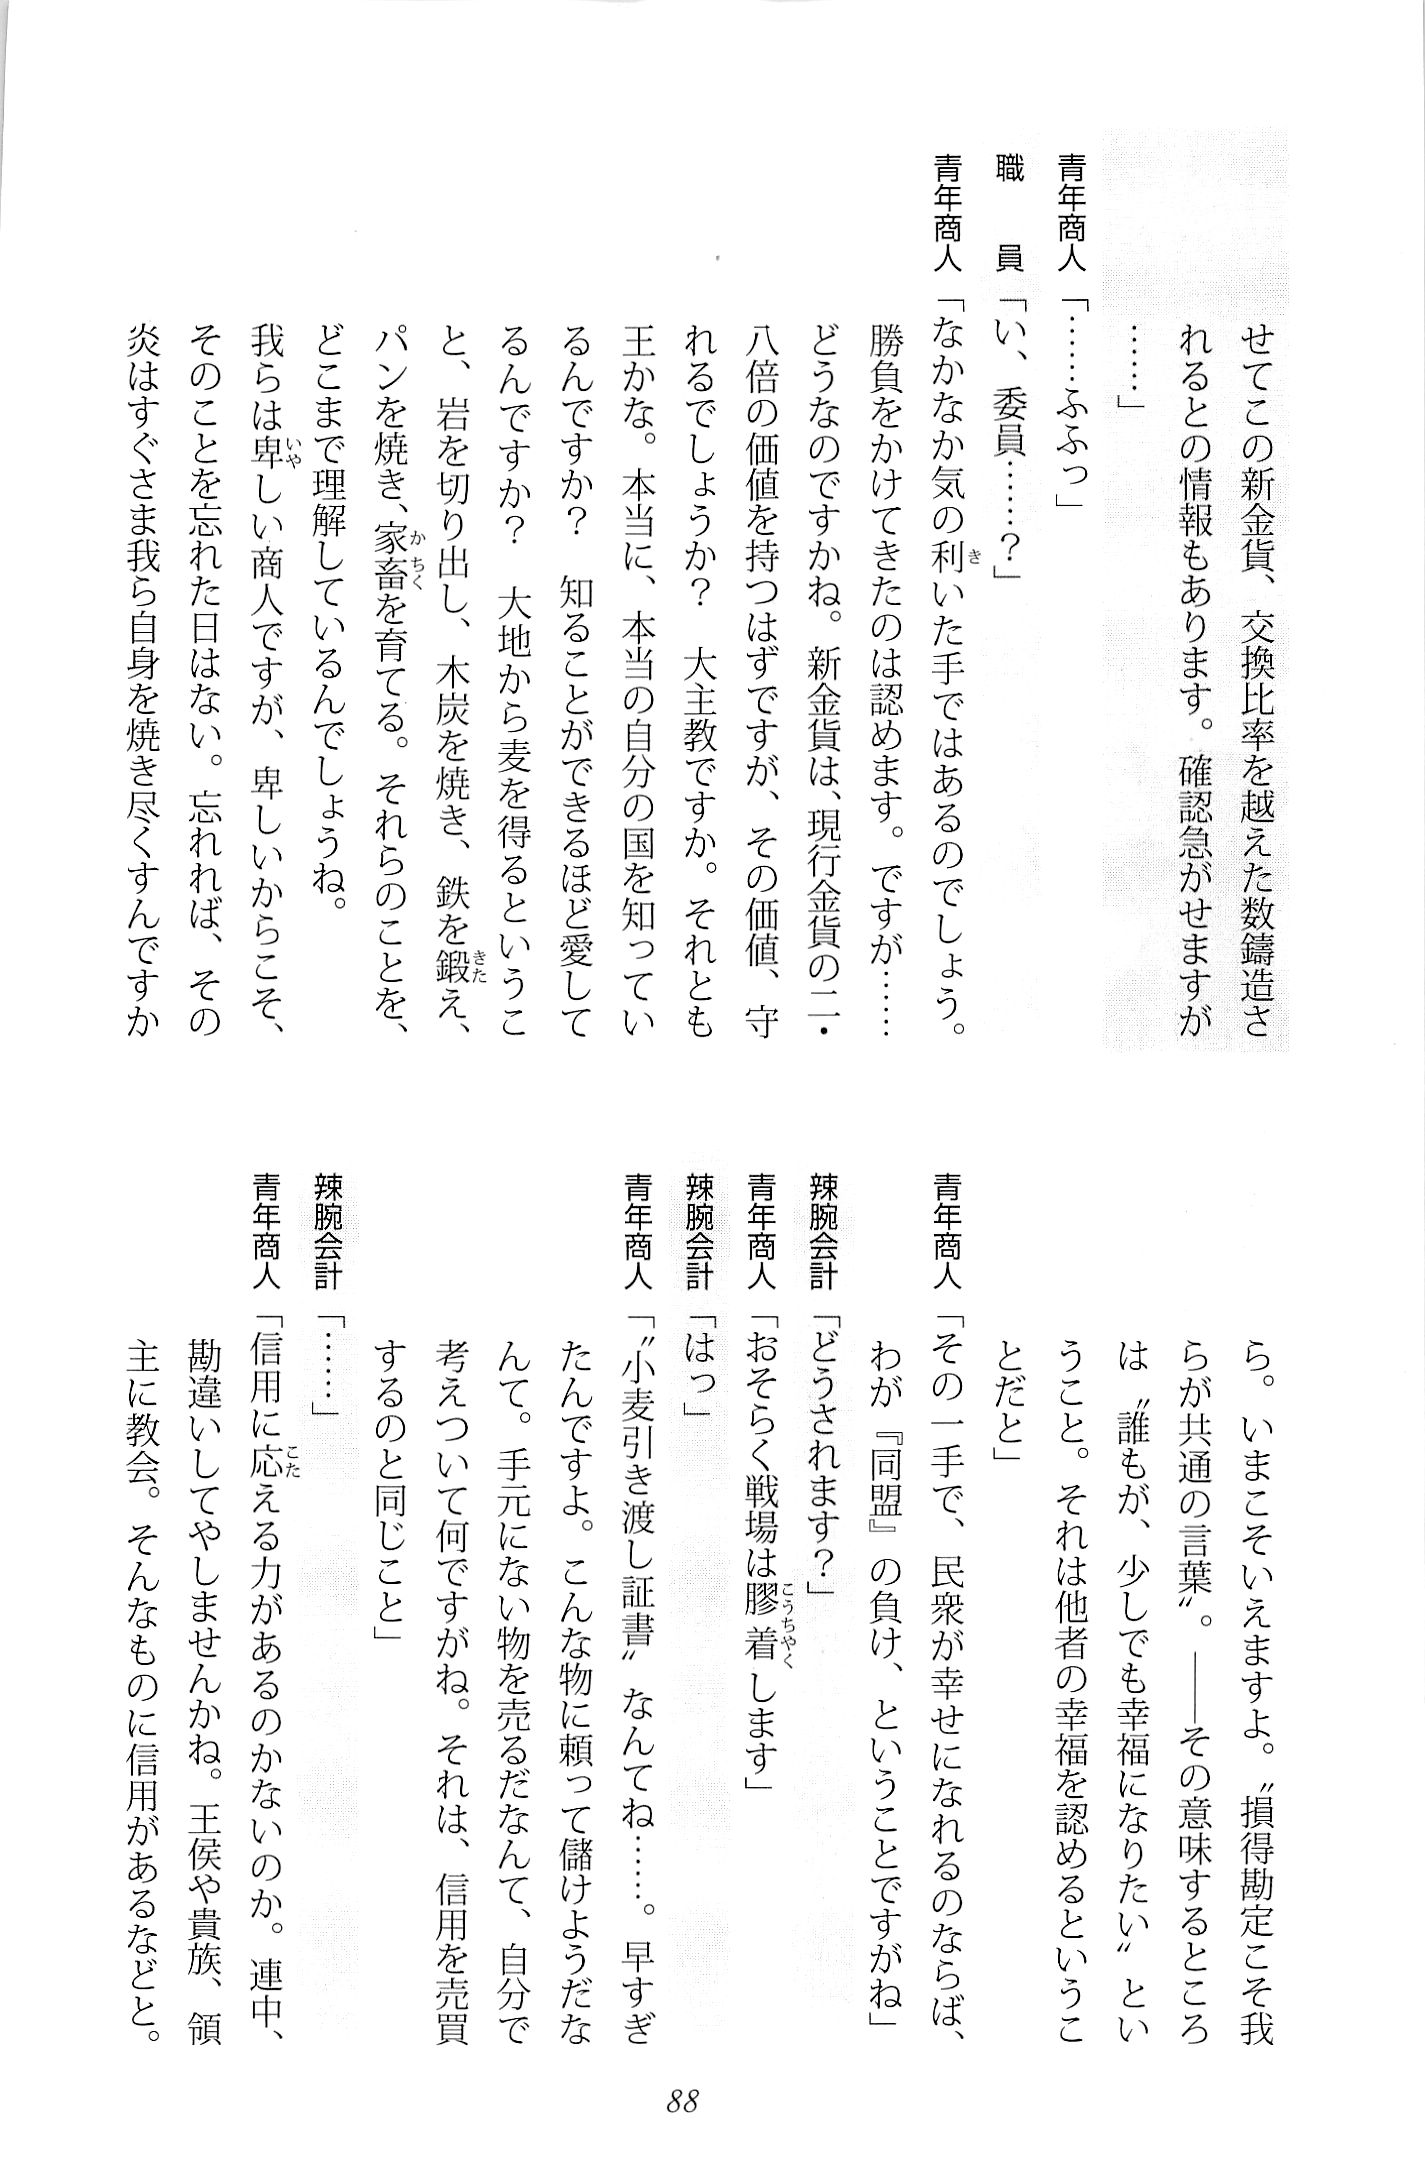 せてこの新金貨、交換比率を越えた数鋳造さ
れるとの情報もあります。確認急がせますが
……」
青年商人「……ふふっ」
職　員「い、委員……？」
青年商人「なかなか気の利いた手ではあるのでしょう。
勝負をかけてきたのは認めます。ですが……
どうなのですかね。新金貨は、現行金貨の二・
八倍の価値を持つはずですが、その価値、守
れるでしょうか？　大主教ですか。それとも
王かな。本当に、本当の自分の国を知ってい
るんですか？　知ることができるほど愛して
るんですか？　大地から麦を得るというこ
と、岩を切り出し、木炭を焼き、鉄を鍛え、
パンを焼き、家畜を育てる。それらのことを、
どこまで理解しているんでしょうね。
我らは卑しい商人ですが、卑しいからこそ、
そのことを忘れた日はない。忘れれば、その
炎はすぐさま我ら自身を焼き尽くすんですか
ら。いまこそいえますよ。〝損得勘定こそ我
らが共通の言葉〟。――その意味するところ
は〝誰もが、少しでも幸福になりたい〟とい
うこと。それは他者の幸福を認めるというこ
とだと」
青年商人「その一手で、民衆が幸せになれるのならば、
わが『同盟』の負け、ということですがね」
辣腕会計「どうされます？」
青年商人「おそらく戦場は膠着します」
辣腕会計「はっ」
青年商人「〝小麦引き渡し証書〟なんてね……。早すぎ
たんですよ。こんな物に頼って儲けようだな
んて。手元にない物を売るだなんて、自分で
考えついて何ですがね。それは、信用を売買
するのと同じこと」
辣腕会計「……」
青年商人「信用に応える力があるのかないのか。連中、
勘違いしてやしませんかね。王侯や貴族、領
主に教会。そんなものに信用があるなどと。
88